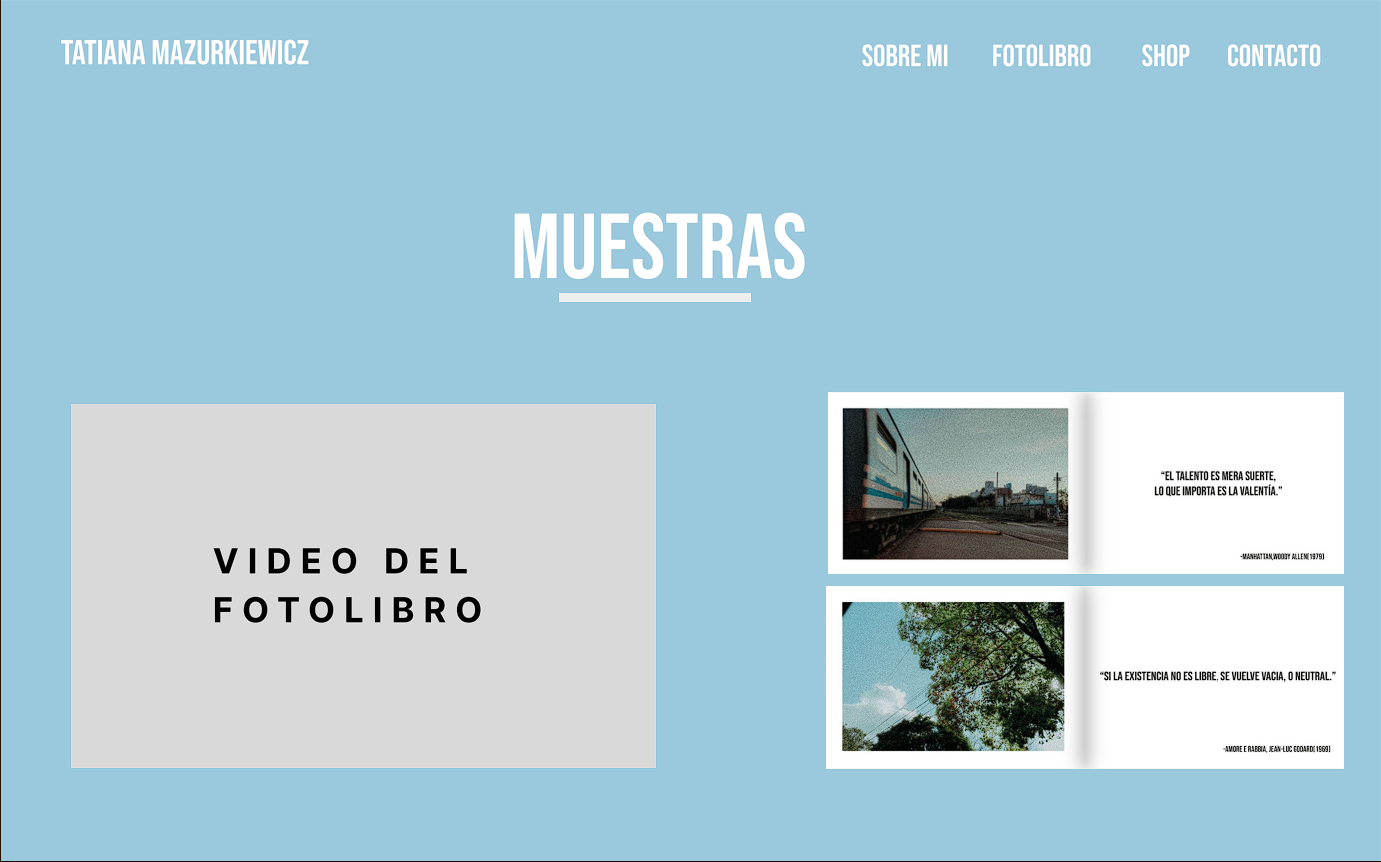 TATIANA MAZURKIEWICZ
SOBRE MI FOTOLIBRO SHOP CONTACTO
MUESTRAS
VIDEO DEL
FOTOLIBRO
“EL TALENTO ES MERA SUERTE,
LO QUE IMPORTA ES LA VALENTÍA.”
-MANHATTAN,WOODY ALLEN(1979)
“SI LA EXISTENCIA NO ES LIBRE, SE VUELVE VACIA, O NEUTRAL.”
-AMORE E RABBIA, JEAN-LUC GODARD(1969)